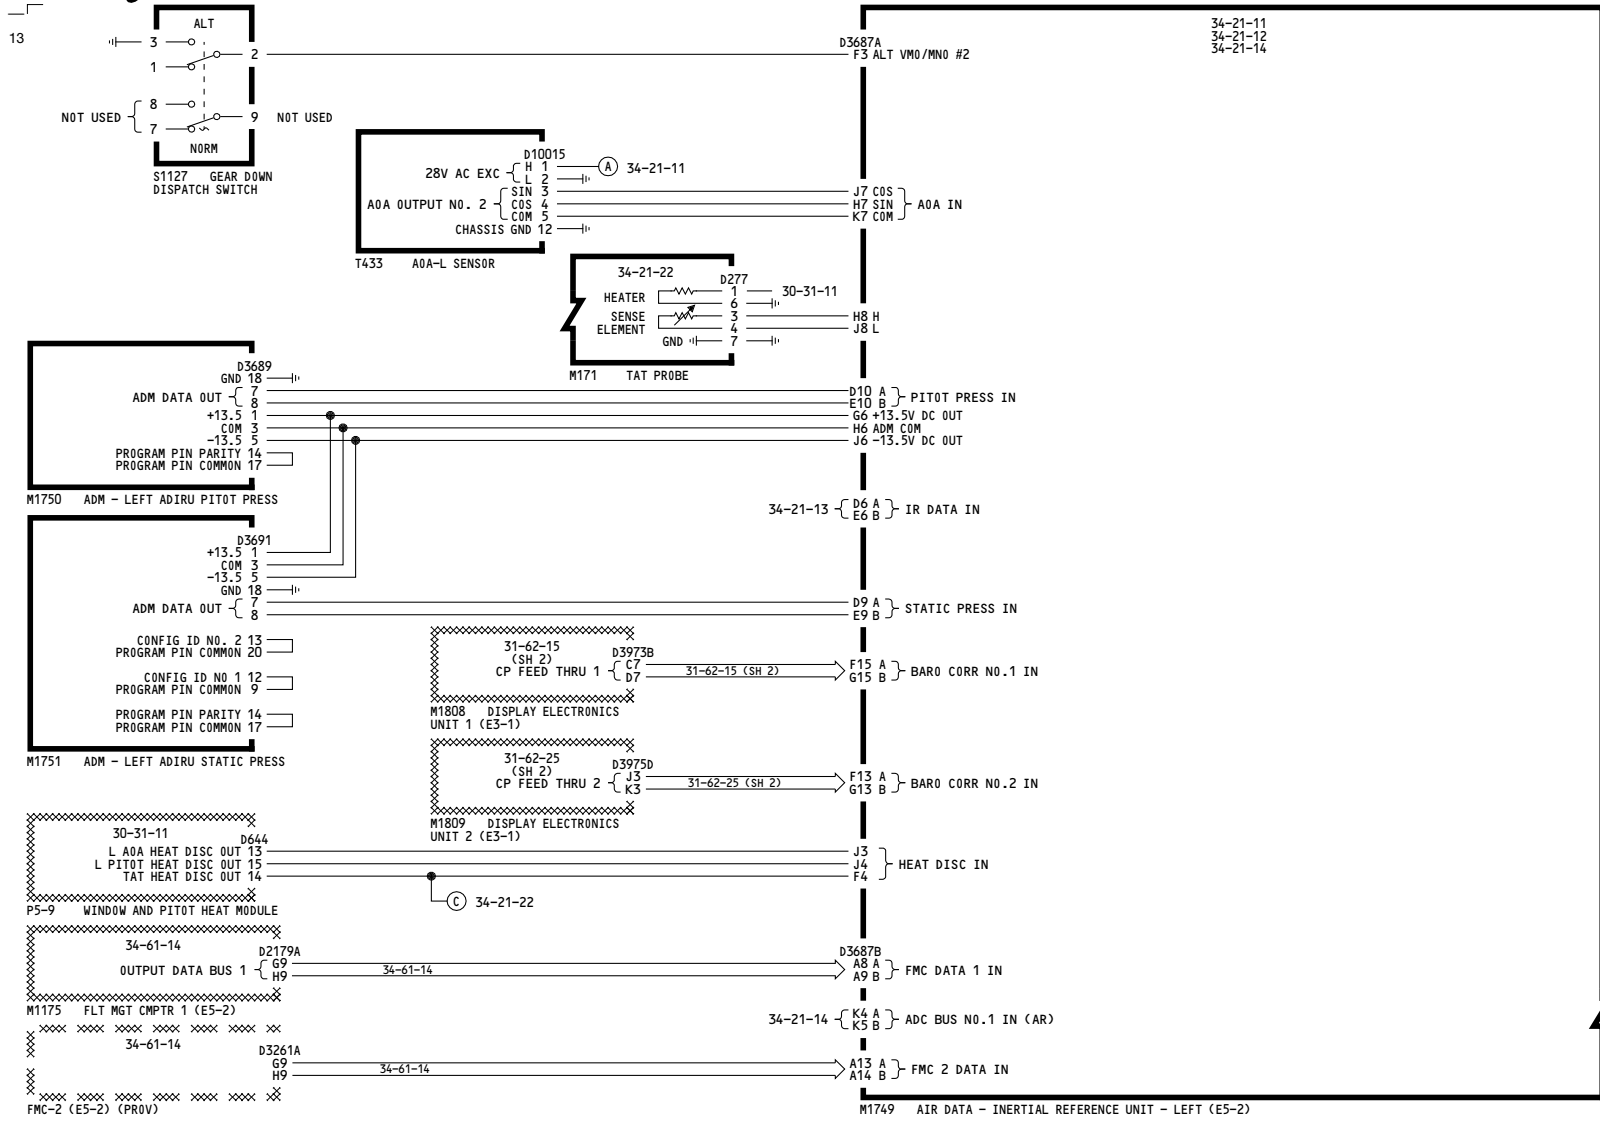 13
ALT
3
1
2
NOT USED
8
7
9 NOT USED
NORM
S1127 GEAR DOWN
DISPATCH SWITCH
D3687A
F3 ALT VMO/MNO #2
34-21-11
34-21-12
34-21-14
D10015
28V AC EXC
H 1
L 2
A 34-21-11
AOA OUTPUT NO. 2
SIN 3
COS 4
COM 5
CHASSIS GND 12
T433 AOA-L SENSOR
J7 COS
H7 SIN
K7 COM
AOA IN
34-21-22
D277
HEATER
1 30-31-11
6
SENSE
ELEMENT
3
4
GND 7
M171 TAT PROBE
H8 H
J8 L
D3689
GND 18
ADM DATA OUT
7
8
+13.5 1
COM 3
-13.5 5
PROGRAM PIN PARITY 14
PROGRAM PIN COMMON 17
M1750 ADM - LEFT ADIRU PITOT PRESS
D10 A
E10 B
PITOT PRESS IN
G6 +13.5V DC OUT
H6 ADM COM
J6 -13.5V DC OUT
34-21-13
D6 A
E6 B
IR DATA IN
D3691
+13.5 1
COM 3
-13.5 5
GND 18
ADM DATA OUT
7
8
CONFIG ID NO. 2 13
PROGRAM PIN COMMON 20
CONFIG ID NO 1 12
PROGRAM PIN COMMON 9
PROGRAM PIN PARITY 14
PROGRAM PIN COMMON 17
M1751 ADM - LEFT ADIRU STATIC PRESS
D9 A
E9 B
STATIC PRESS IN
31-62-15
(SH 2)
D3973B
CP FEED THRU 1
C7
D7
31-62-15 (SH 2)
F15 A
G15 B
BARO CORR NO.1 IN
M1808 DISPLAY ELECTRONICS
UNIT 1 (E3-1)
31-62-25
(SH 2)
D3975D
CP FEED THRU 2
J3
K3
31-62-25 (SH 2)
F13 A
G13 B
BARO CORR NO.2 IN
M1809 DISPLAY ELECTRONICS
UNIT 2 (E3-1)
30-31-11
D644
L AOA HEAT DISC OUT 13
L PITOT HEAT DISC OUT 15
TAT HEAT DISC OUT 14
P5-9 WINDOW AND PITOT HEAT MODULE
C 34-21-22
J3
J4
F4
HEAT DISC IN
34-61-14
D2179A
OUTPUT DATA BUS 1
G9
H9
34-61-14
M1175 FLT MGT CMPTR 1 (E5-2)
D3687B
A8 A
A9 B
FMC DATA 1 IN
34-21-14
K4 A
K5 B
ADC BUS NO.1 IN (AR)
34-61-14
D3261A
G9
H9
34-61-14
FMC-2 (E5-2) (PROV)
A13 A
A14 B
FMC 2 DATA IN
M1749 AIR DATA - INERTIAL REFERENCE UNIT - LEFT (E5-2)